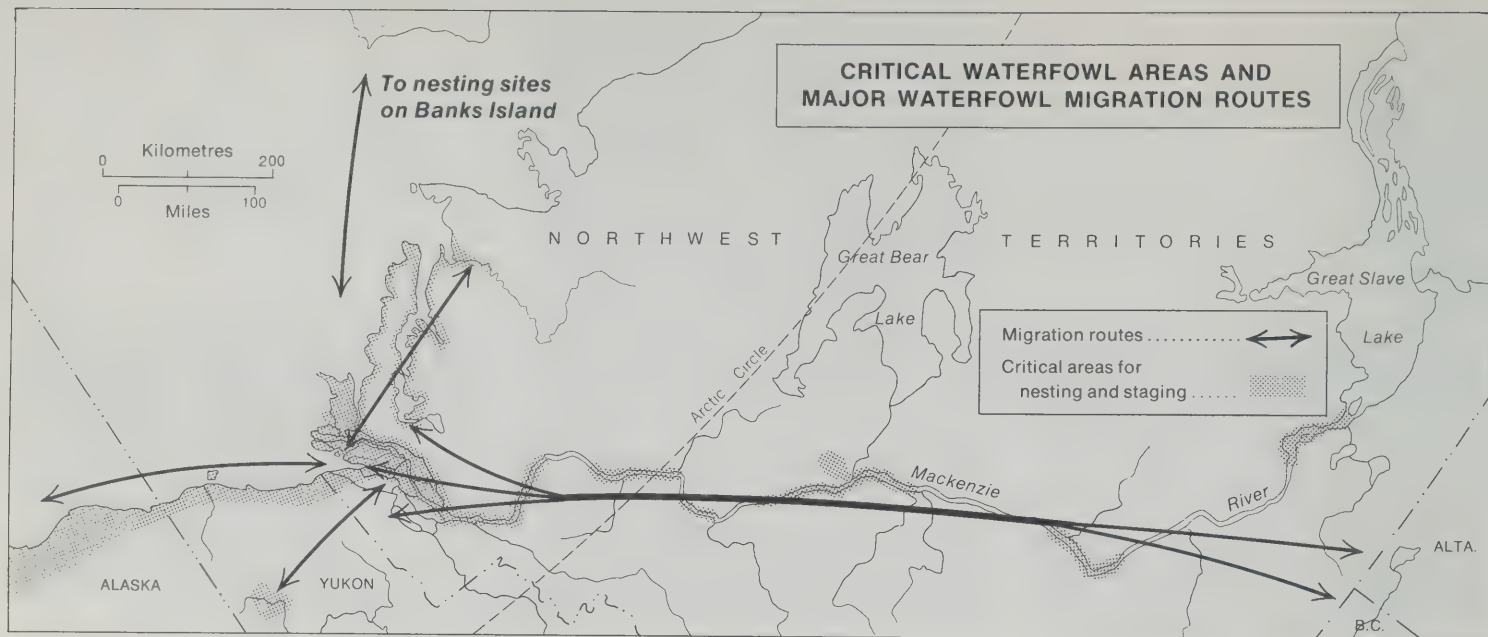 CRITICAL WATERFOWL AREAS AND
MAJOR WATERFOWL MIGRATION ROUTES
To nesting sites
on Banks Island
Kilometres
0 200
0 100
Miles
NORTHWEST TERRITORIES
Great Bear
Lake
Great Slave
Lake
Migration routes ...........
Critical areas for
nesting and staging ......
Arctic Circle
Mackenzie
River
ALASKA
YUKON
ALTA.
B.C.